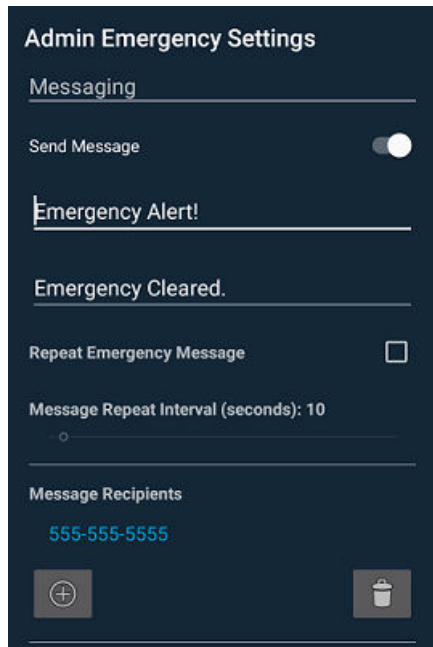 Admin Emergency Settings
Messaging
Send Message
Emergency Alert!
Emergency Cleared.
Repeat Emergency Message
Message Repeat Interval (seconds): 10
Message Recipients
555-555-5555